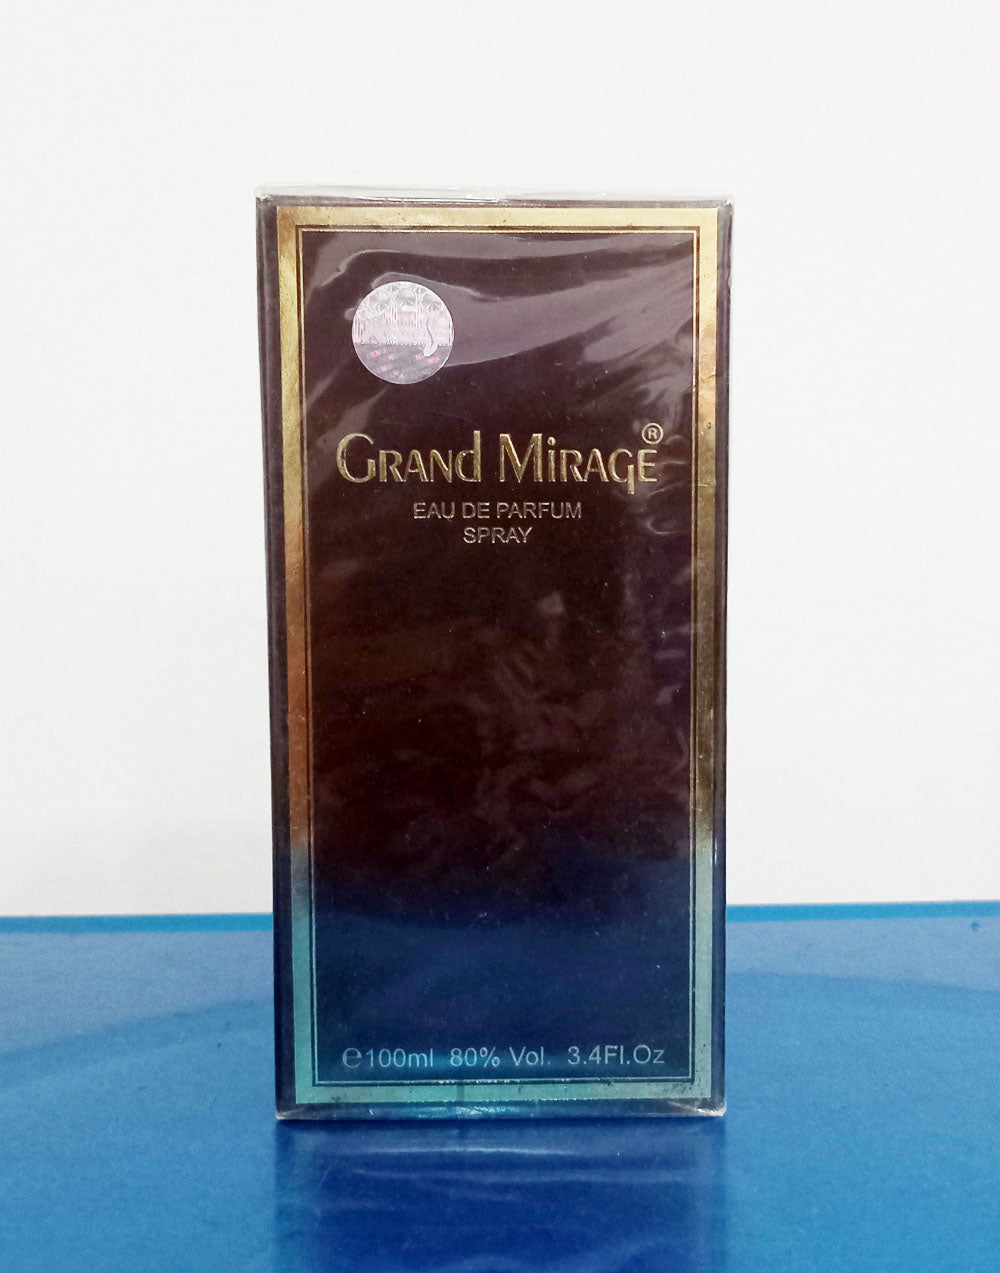 GRANd MiRAGE®
EAU DE PARFUM
SPRAY
℮100ml 80% Vol. 3.4Fl.Oz